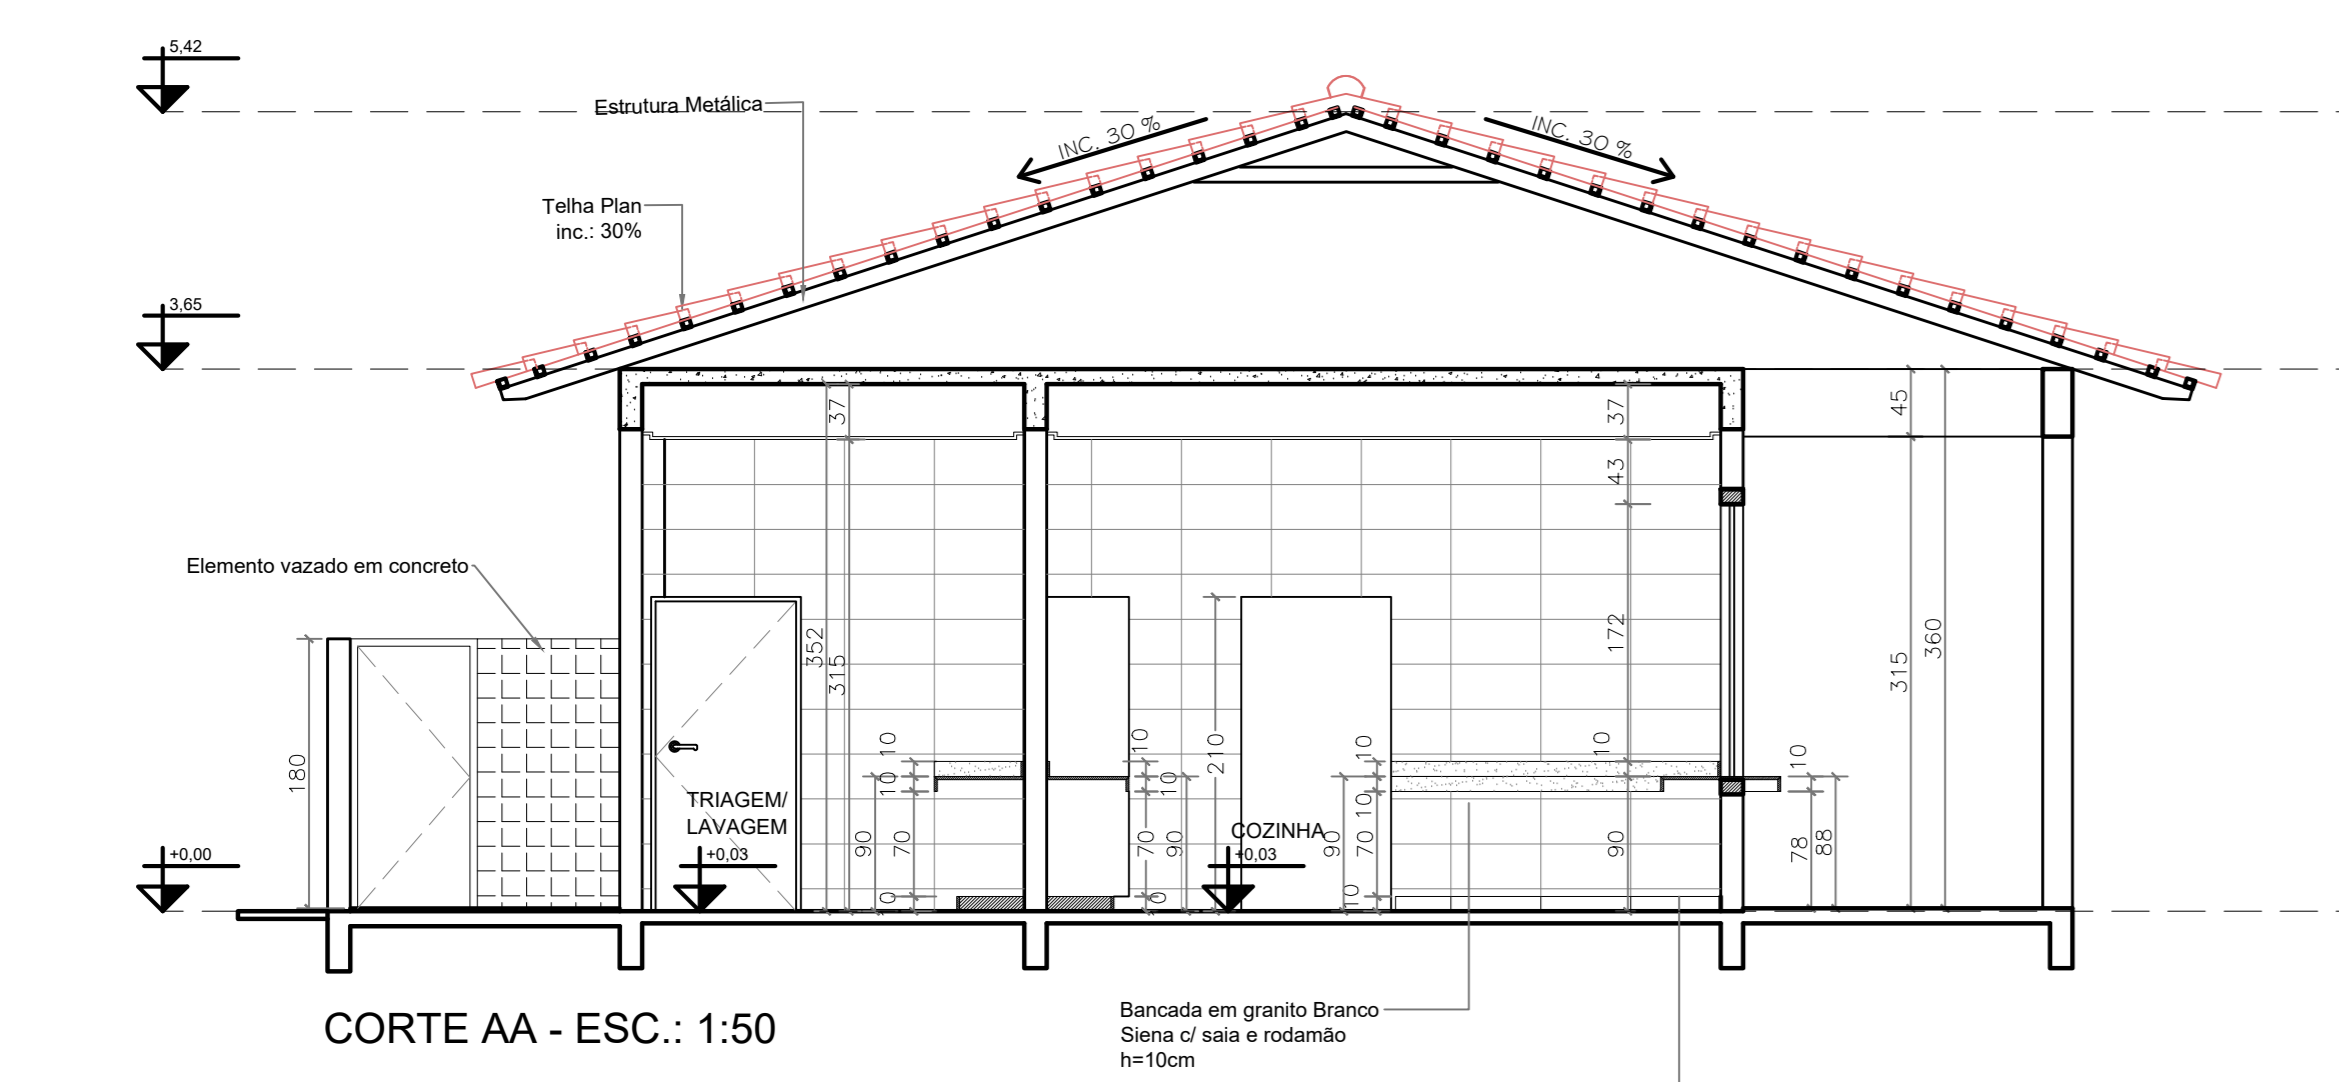 5,42
Estrutura Metálica
INC. 30 %
INC. 30 %
Telha Plan
inc.: 30%
3,65
37
37
45
43
Elemento vazado em concreto
352
315
172
315
360
180
210
10
10
10
10
10
TRIAGEM/
LAVAGEM
10
10
10
COZINHA
90
70
70
90
90
70
90
78
88
+0,00
+0,03
+0,03
10
Bancada em granito Branco
Siena c/ saia e rodamão
h=10cm
CORTE AA - ESC.: 1:50